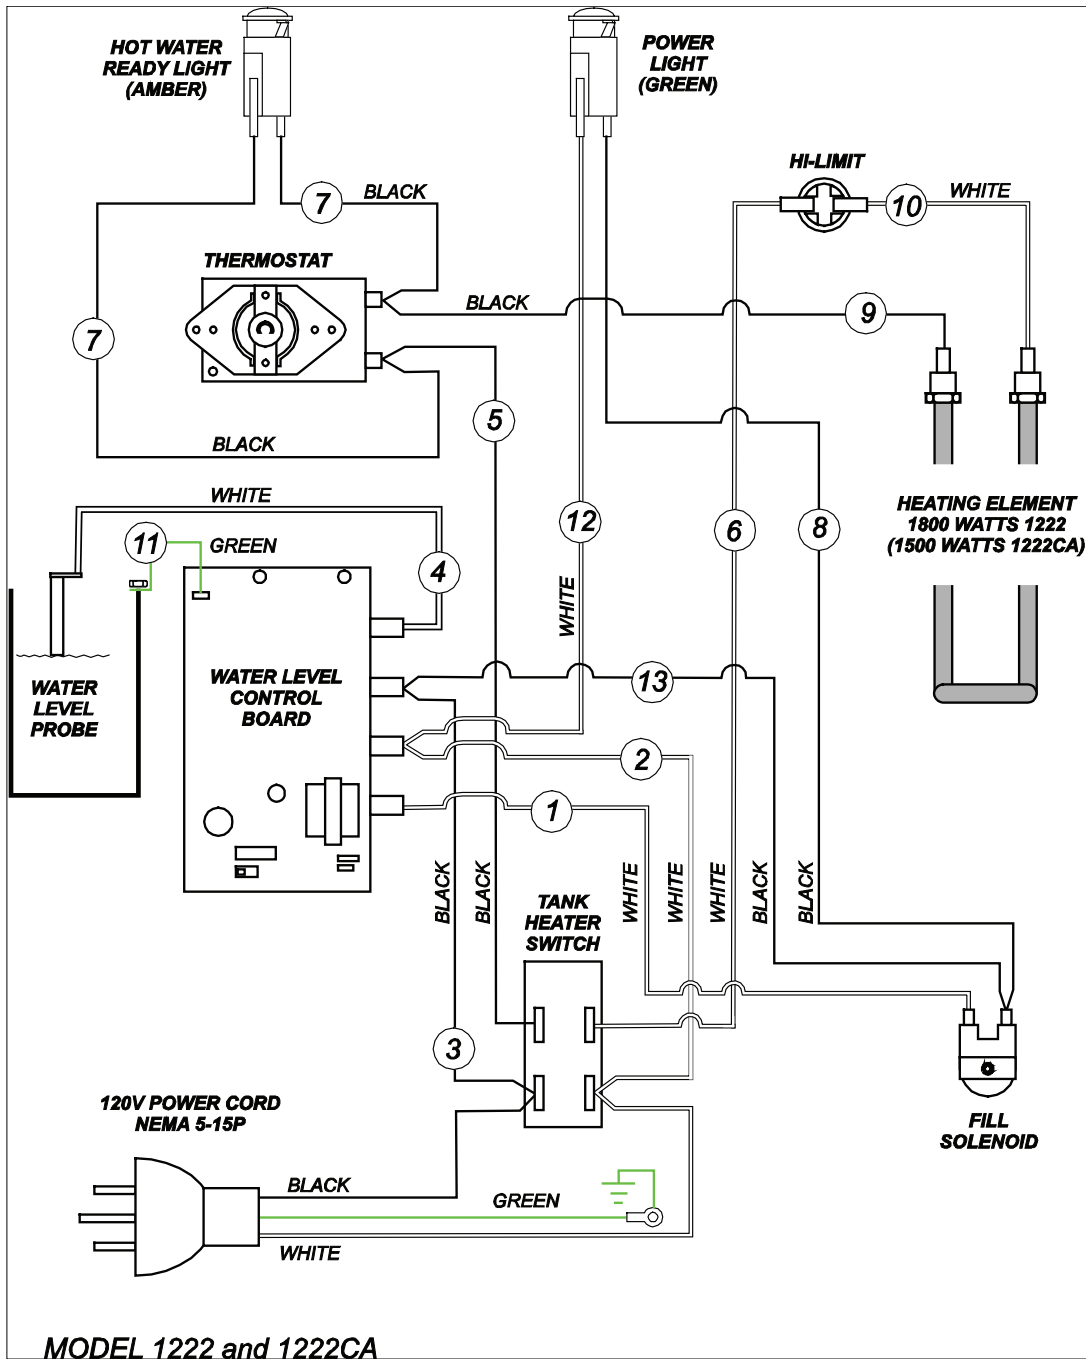 HOT WATER
READY LIGHT
(AMBER)
POWER
LIGHT
(GREEN)
HI-LIMIT
7
BLACK
10
WHITE
THERMOSTAT
BLACK
9
7
5
BLACK
WHITE
12
6
8
HEATING ELEMENT
1800 WATTS 1222
(1500 WATTS 1222CA)
11
GREEN
4
WHITE
WATER LEVEL
CONTROL
BOARD
WATER
LEVEL
PROBE
13
2
1
BLACK
BLACK
WHITE
WHITE
WHITE
BLACK
BLACK
TANK
HEATER
SWITCH
3
120V POWER CORD
NEMA 5-15P
FILL
SOLENOID
BLACK
GREEN
WHITE
MODEL 1222 and 1222CA